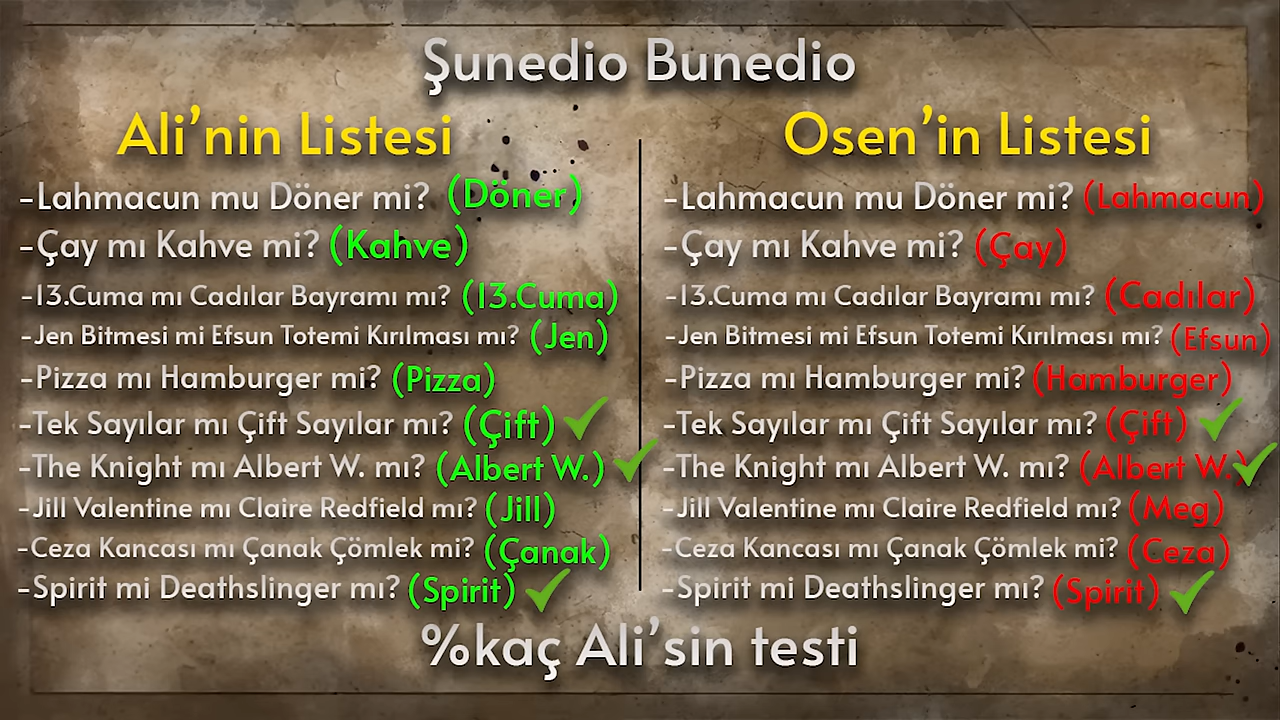 Şunedio Bunedio
Ali'nin Listesi
-Lahmacun mu Döner mi? (Döner)
-Çay mı Kahve mi? (Kahve)
-13.Cuma mı Cadılar Bayramı mı? (13.Cuma)
-Jen Bitmesi mi Efsun Totemi Kırılması mı? (Jen)
-Pizza mı Hamburger mi? (Pizza)
-Tek Sayılar mı Çift Sayılar mı? (Çift)
-The Knight mı Albert W. mı? (Albert W.)
-Jill Valentine mı Claire Redfield mı? (Jill)
-Ceza Kancası mı Çanak Çömlek mi? (Çanak)
-Spirit mi Deathslinger mı? (Spirit)
Osen'in Listesi
-Lahmacun mu Döner mi? (Lahmacun)
-Çay mı Kahve mi? (Çay)
-13.Cuma mı Cadılar Bayramı mı? (Cadılar)
-Jen Bitmesi mi Efsun Totemi Kırılması mı? (Efsun)
-Pizza mı Hamburger mi? (Hamburger)
-Tek Sayılar mı Çift Sayılar mı? (Çift)
-The Knight mı Albert W. mı? (Albert W.)
-Jill Valentine mı Claire Redfield mı? (Meg)
-Ceza Kancası mı Çanak Çömlek mi? (Ceza)
-Spirit mi Deathslinger mı? (Spirit)
%kaç Ali'sin testi